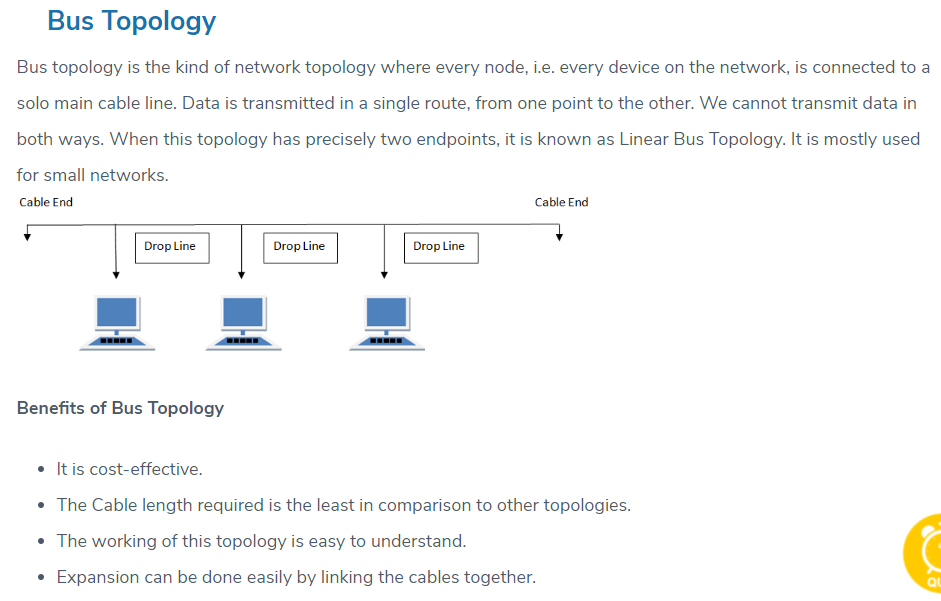 Bus Topology
Bus topology is the kind of network topology where every node, i.e. every device on the network, is connected to a
solo main cable line. Data is transmitted in a single route, from one point to the other. We cannot transmit data in
both ways. When this topology has precisely two endpoints, it is known as Linear Bus Topology. It is mostly used
for small networks.
Cable End
Cable End
Drop Line
Drop Line
Drop Line
Benefits of Bus Topology
It is cost-effective.
The Cable length required is the least in comparison to other topologies.
The working of this topology is easy to understand.
Expansion can be done easily by linking the cables together.